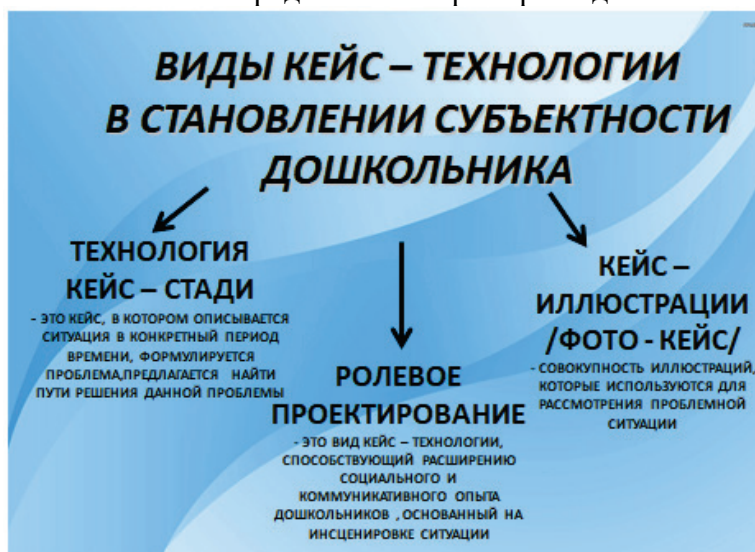 ВИДЫ КЕЙС – ТЕХНОЛОГИИ
В СТАНОВЛЕНИИ СУБЪЕКТНОСТИ
ДОШКОЛЬНИКА
ТЕХНОЛОГИЯ
КЕЙС – СТАДИ
- ЭТО КЕЙС, В КОТОРОМ ОПИСЫВАЕТСЯ
СИТУАЦИЯ В КОНКРЕТНЫЙ ПЕРИОД
ВРЕМЕНИ, ФОРМУЛИРУЕТСЯ
ПРОБЛЕМА,ПРЕДЛАГАЕТСЯ НАЙТИ
ПУТИ РЕШЕНИЯ ДАННОЙ ПРОБЛЕМЫ
РОЛЕВОЕ
ПРОЕКТИРОВАНИЕ
- ЭТО ВИД КЕЙС – ТЕХНОЛОГИИ,
СПОСОБСТВУЮЩИЙ РАСШИРЕНИЮ
СОЦИАЛЬНОГО И
КОММУНИКАТИВНОГО ОПЫТА
ДОШКОЛЬНИКОВ , ОСНОВАННЫЙ НА
ИНСЦЕНИРОВКЕ СИТУАЦИИ
КЕЙС –
ИЛЛЮСТРАЦИИ
/ФОТО - КЕЙС/
- СОВОКУПНОСТЬ ИЛЛЮСТРАЦИЙ,
КОТОРЫЕ ИСПОЛЬЗУЮТСЯ ДЛЯ
РАССМОТРЕНИЯ ПРОБЛЕМНОЙ
СИТУАЦИИ